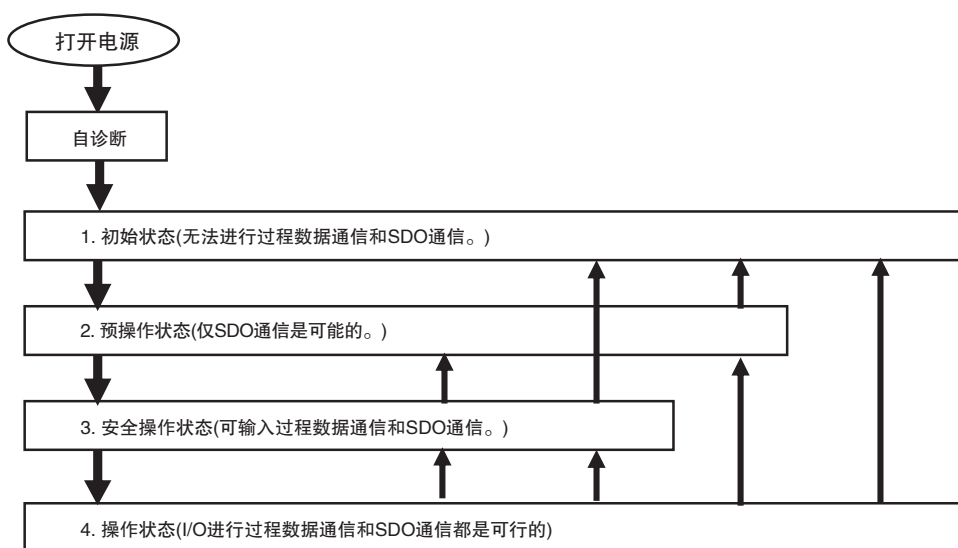 打开电源
自诊断
1. 初始状态(无法进行过程数据通信和SDO通信。)
2. 预操作状态(仅SDO通信是可能的。)
3. 安全操作状态(可输入过程数据通信和SDO通信。)
4. 操作状态(I/O进行过程数据通信和SDO通信都是可行的)